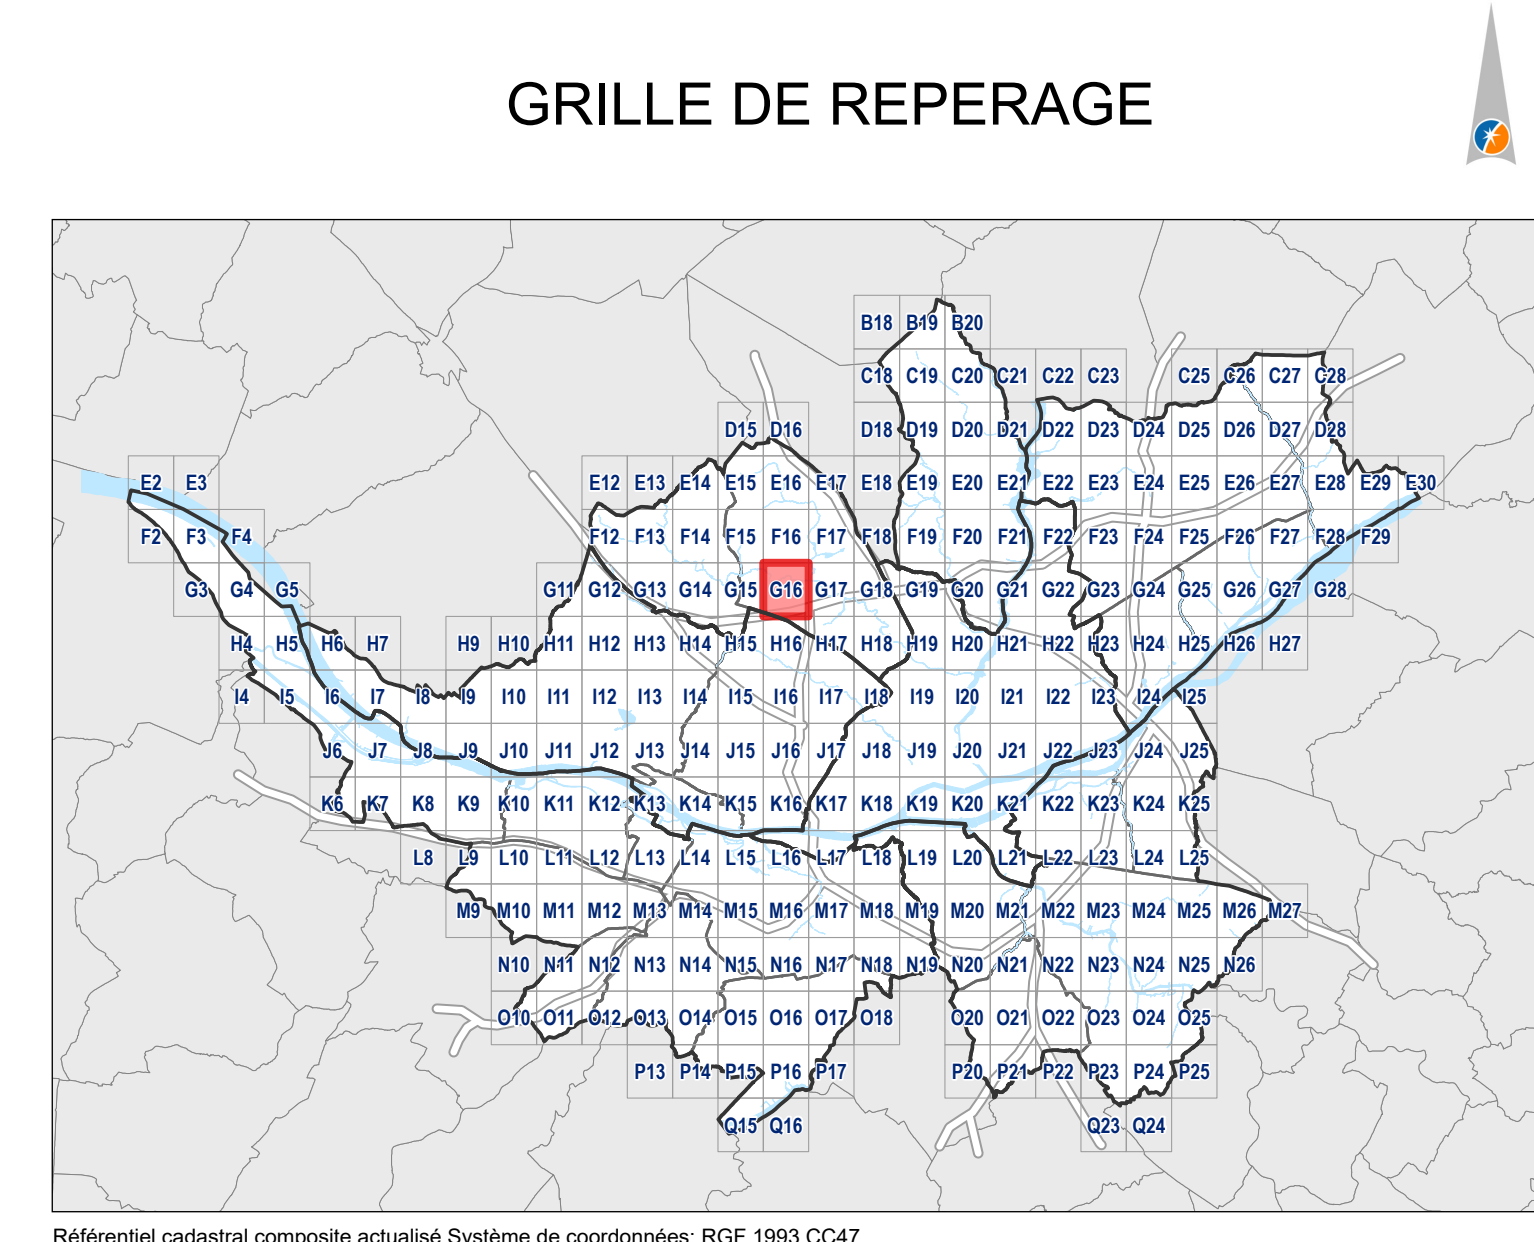 GRILLE DE REPERAGE
B18 B19 B20
C18 C19 C20 C21 C22 C23 C25 C26 C27 C28
D15 D16 D18 D19 D20 D21 D22 D23 D24 D25 D26 D27 D28
E2 E3 E12 E13 E14 E15 E16 E17 E18 E19 E20 E21 E22 E23 E24 E25 E26 E27 E28 E29 E30
F2 F3 F4 F12 F13 F14 F15 F16 F17 F18 F19 F20 F21 F22 F23 F24 F25 F26 F27 F28 F29
G3 G4 G5 G11 G12 G13 G14 G15 G16 G17 G18 G19 G20 G21 G22 G23 G24 G25 G26 G27 G28
H4 H5 H6 H7 H9 H10 H11 H12 H13 H14 H15 H16 H17 H18 H19 H20 H21 H22 H23 H24 H25 H26 H27
I4 I5 I6 I7 I8 I9 I10 I11 I12 I13 I14 I15 I16 I17 I18 I19 I20 I21 I22 I23 I24 I25
J6 J7 J8 J9 J10 J11 J12 J13 J14 J15 J16 J17 J18 J19 J20 J21 J22 J23 J24 J25
K6 K7 K8 K9 K10 K11 K12 K13 K14 K15 K16 K17 K18 K19 K20 K21 K22 K23 K24 K25
L8 L9 L10 L11 L12 L13 L14 L15 L16 L17 L18 L19 L20 L21 L22 L23 L24 L25
M9 M10 M11 M12 M13 M14 M15 M16 M17 M18 M19 M20 M21 M22 M23 M24 M25 M26 M27
N10 N11 N12 N13 N14 N15 N16 N17 N18 N19 N20 N21 N22 N23 N24 N25 N26
O10 O11 O12 O13 O14 O15 O16 O17 O18 O20 O21 O22 O23 O24 O25
P13 P14 P15 P16 P17 P20 P21 P22 P23 P24 P25
Q15 Q16 Q23 Q24
Référentiel cadastral composite actualisé Système de coordonnées: RGF 1993 CC47